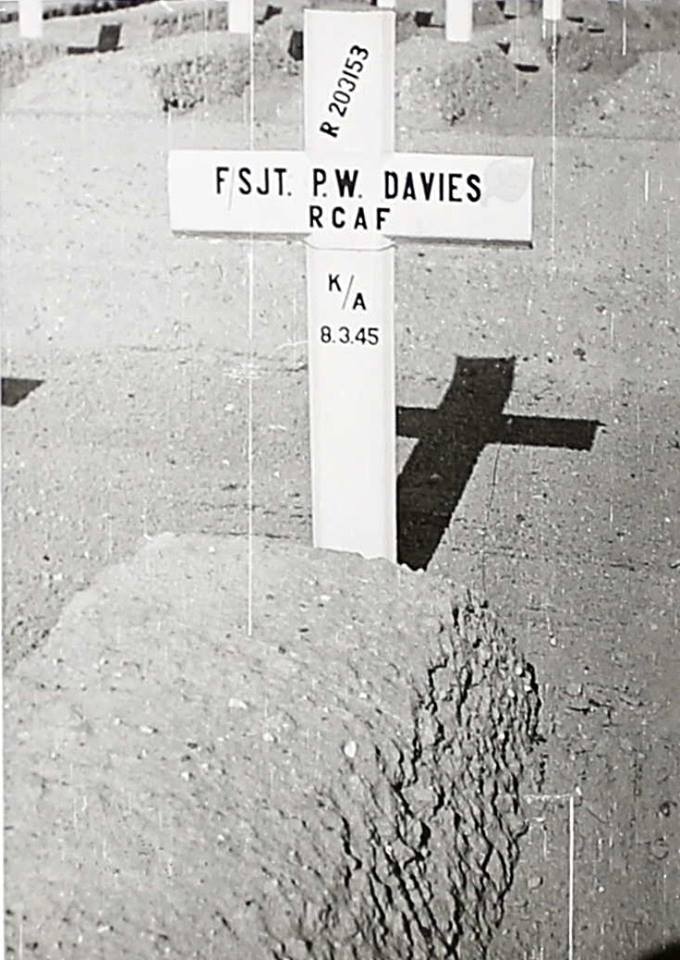 R 203153
F/SJT. P.W. DAVIES
RCAF
K/A
8.3.45